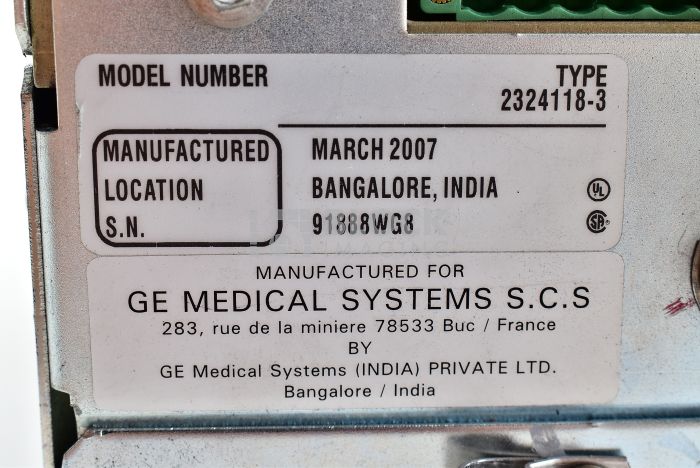 MODEL NUMBER TYPE
2324118-3
MANUFACTURED MARCH 2007
LOCATION BANGALORE, INDIA
S.N. 91888WG8
MANUFACTURED FOR
GE MEDICAL SYSTEMS S.C.S
283, rue de la miniere 78533 Buc / France
BY
GE Medical Systems (INDIA) PRIVATE LTD.
Bangalore / India